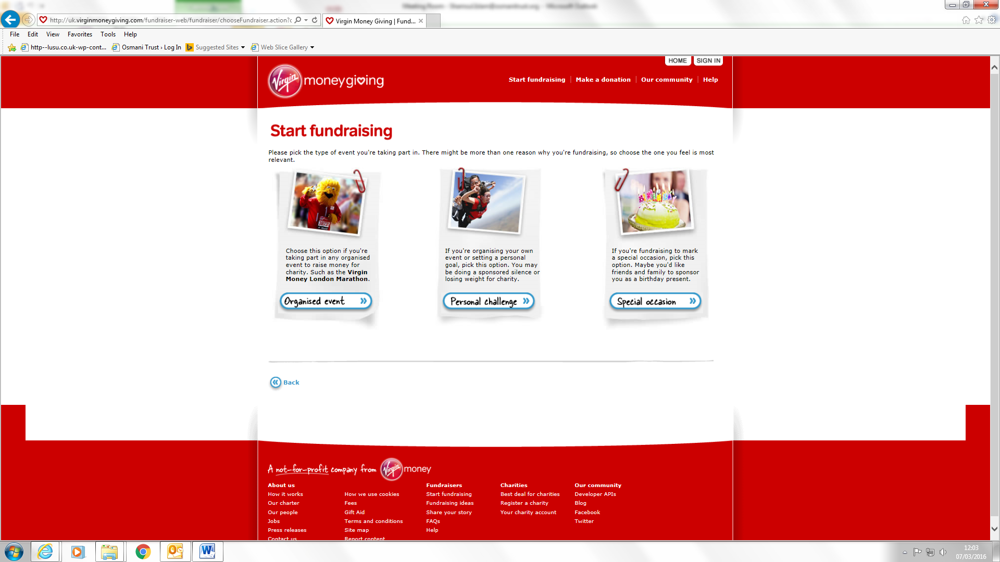 Meeting Room - - Microsoft Outlook
http://uk.virginmoneygiving.com/fundraiser-web/fundraiser/chooseFundraiser.action?c
Virgin Money Giving | Fund...
File Edit View Favorites Tools Help
http--lusu.co.uk-wp-cont... Osmani Trust › Log In Suggested Sites Web Slice Gallery
HOME SIGN IN
Virgin money giving
Start fundraising | Make a donation | Our community | Help
Start fundraising
Please pick the type of event you're taking part in. There might be more than one reason why you're fundraising, so choose the one you feel is most
relevant.
Choose this option if you're
taking part in any organised
event to raise money for
charity. Such as the Virgin
Money London Marathon.
Organised event »
If you're organising your own
event or setting a personal
goal, pick this option. You may
be doing a sponsored silence or
losing weight for charity.
Personal challenge »
If you're fundraising to mark
a special occasion, pick this
option. Maybe you'd like
friends and family to sponsor
you as a birthday present.
Special occasion »
« Back
A not-for-profit company from Virgin money
About us
How it works
Our charter
Our people
Jobs
Press releases
Contact us
How we use cookies
Fees
Gift Aid
Terms and conditions
Site map
Report content
Fundraisers
Start fundraising
Fundraising ideas
Share your story
FAQs
Help
Charities
Best deal for charities
Register a charity
Your charity account
Our community
Developer APIs
Blog
Facebook
Twitter
12:03
07/03/2016